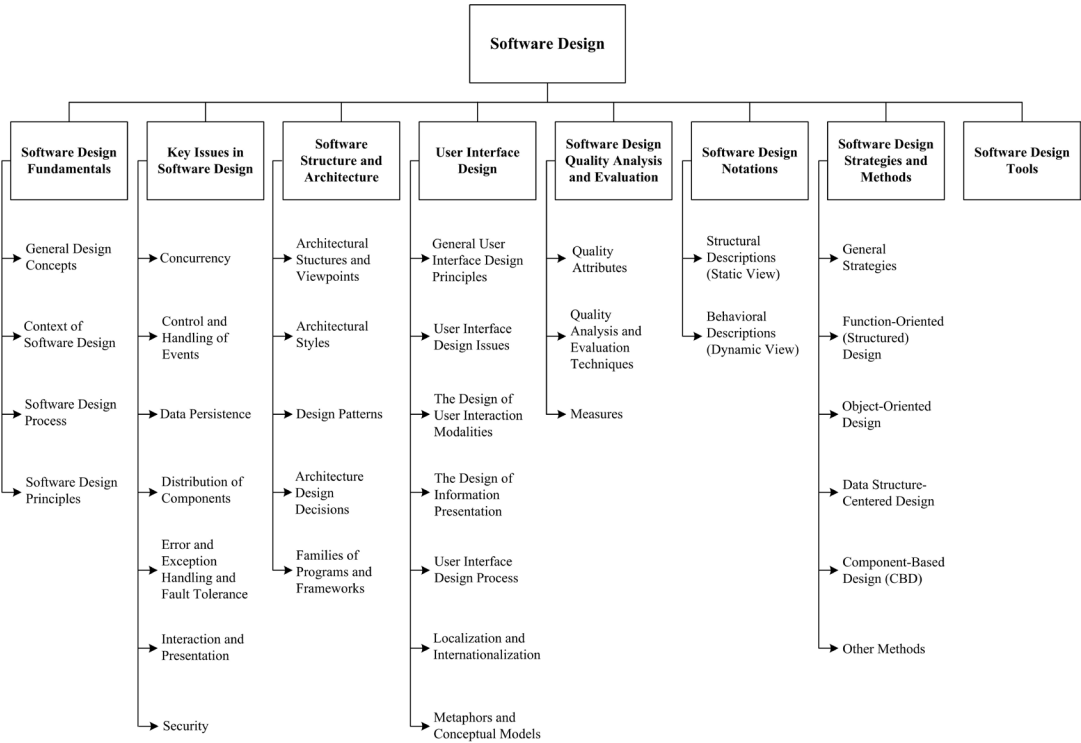 Software Design
Software Design
Fundamentals
General Design
Concepts
Context of
Software Design
Software Design
Process
Software Design
Principles
Key Issues in
Software Design
Concurrency
Control and
Handling of
Events
Data Persistence
Distribution of
Components
Error and
Exception
Handling and
Fault Tolerance
Interaction and
Presentation
Security
Software
Structure and
Architecture
Architectural
Stuctures and
Viewpoints
Architectural
Styles
Design Patterns
Architecture
Design
Decisions
Families of
Programs and
Frameworks
User Interface
Design
General User
Interface Design
Principles
User Interface
Design Issues
The Design of
User Interaction
Modalities
The Design of
Information
Presentation
User Interface
Design Process
Localization and
Internationalization
Metaphors and
Conceptual Models
Software Design
Quality Analysis
and Evaluation
Quality
Attributes
Quality
Analysis and
Evaluation
Techniques
Measures
Software Design
Notations
Structural
Descriptions
(Static View)
Behavioral
Descriptions
(Dynamic View)
Software Design
Strategies and
Methods
General
Strategies
Function-Oriented
(Structured)
Design
Object-Oriented
Design
Data Structure-
Centered Design
Component-Based
Design (CBD)
Other Methods
Software Design
Tools